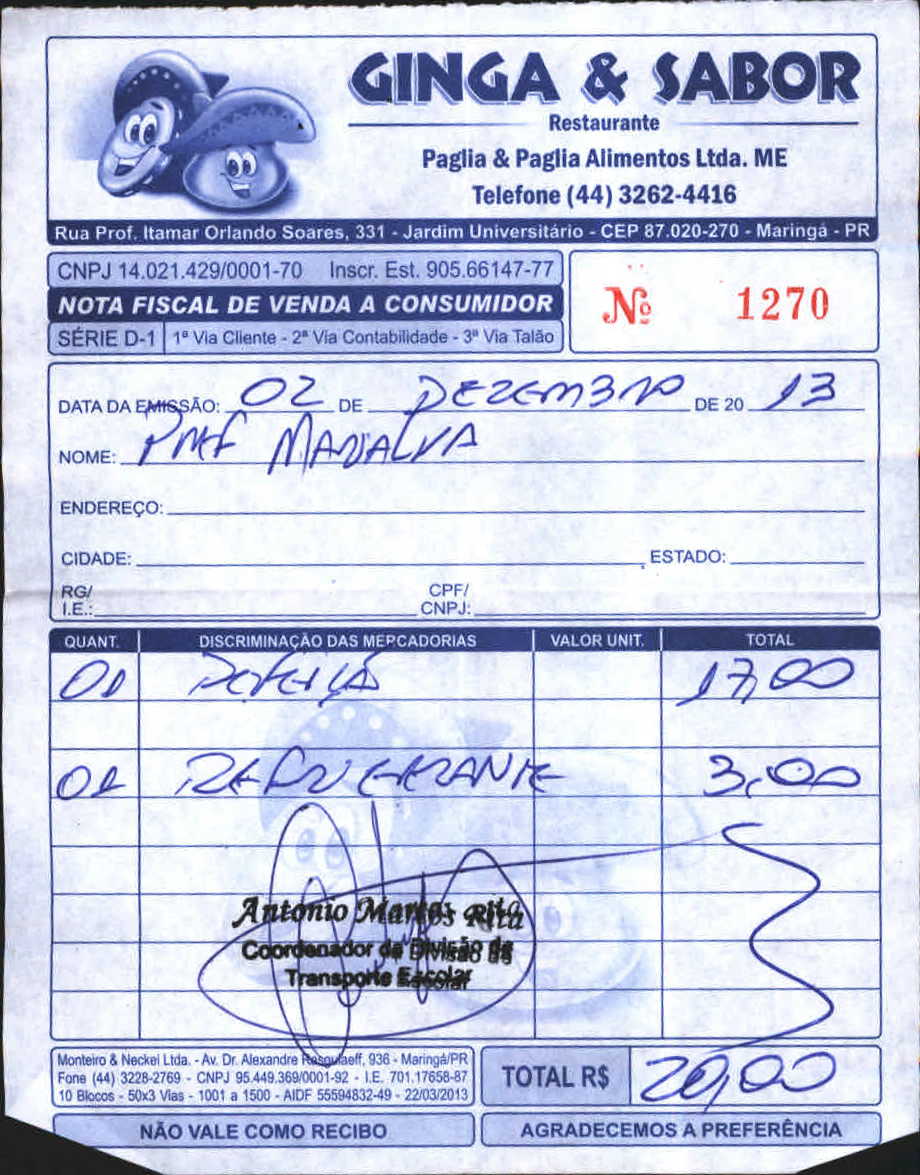 GINGA & SABOR
Restaurante
Paglia & Paglia Alimentos Ltda. ME
Telefone (44) 3262-4416
Rua Prof. Itamar Orlando Soares, 331 - Jardim Universitário - CEP 87.020-270 - Maringá - PR
CNPJ 14.021.429/0001-70 Inscr. Est. 905.66147-77
NOTA FISCAL DE VENDA A CONSUMIDOR
SÉRIE D-1 1ª Via Cliente - 2ª Via Contabilidade - 3ª Via Talão
Nº 1270
DATA DA EMISSÃO: 02 DE DEZEMBRO DE 20 13
NOME: PREF MARIALVA
ENDEREÇO:
CIDADE: ESTADO:
RG/ CPF/
I.E.: CNPJ:
QUANT. DISCRIMINAÇÃO DAS MERCADORIAS VALOR UNIT. TOTAL
01 REFEIÇÃO 17,00
01 REFRIGERANTE 3,00
Antonio Marcos Rita
Coordenador da Divisão de
Transporte Escolar
Monteiro & Neckel Ltda. - Av. Dr. Alexandre Rasgulaeff, 936 - Maringá/PR
Fone (44) 3228-2769 - CNPJ 95.449.369/0001-92 - I.E. 701.17658-87
10 Blocos - 50x3 Vias - 1001 a 1500 - AIDF 55594832-49 - 22/03/2013
TOTAL R$ 20,00
NÃO VALE COMO RECIBO AGRADECEMOS A PREFERÊNCIA